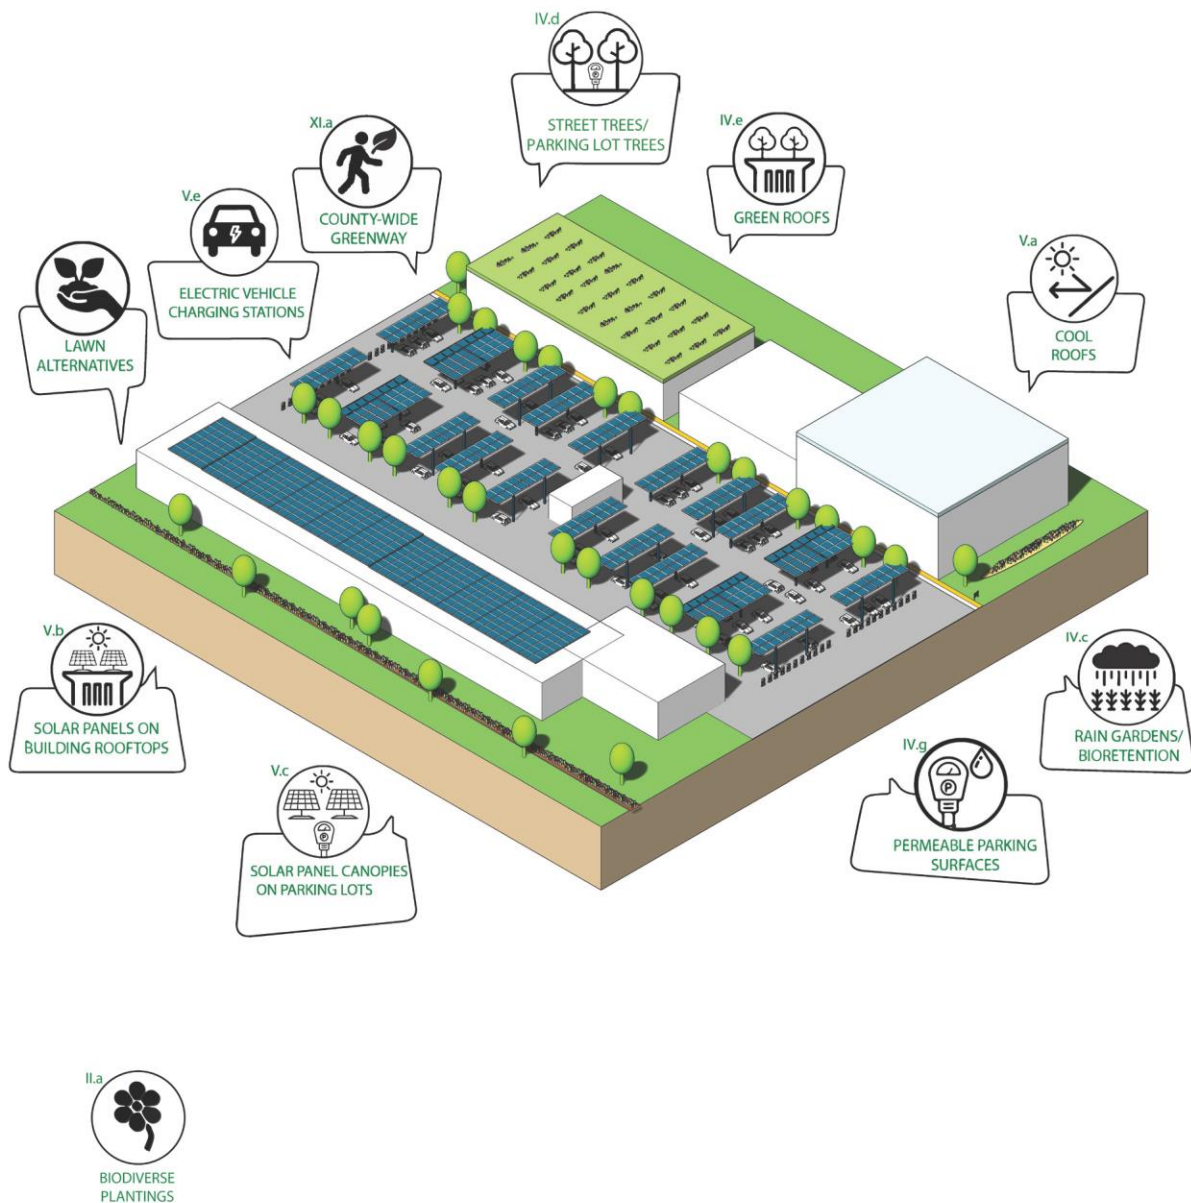 IV.d
STREET TREES/
PARKING LOT TREES
IV.e
GREEN ROOFS
XI.a
COUNTY-WIDE
GREENWAY
V.e
ELECTRIC VEHICLE
CHARGING STATIONS
LAWN
ALTERNATIVES
V.a
COOL
ROOFS
V.b
SOLAR PANELS ON
BUILDING ROOFTOPS
V.c
P
SOLAR PANEL CANOPIES
ON PARKING LOTS
IV.g
P
PERMEABLE PARKING
SURFACES
IV.c
RAIN GARDENS/
BIORETENTION
II.a
BIODIVERSE
PLANTINGS